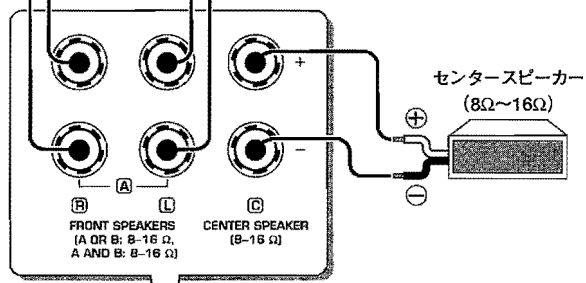 センタースピーカー
(8Ω〜16Ω)
+
⊕
−
⊖
Ⓐ
Ⓡ Ⓛ Ⓒ
FRONT SPEAKERS
(A OR B: 8–16 Ω,
A AND B: 8–16 Ω)
CENTER SPEAKER
(8–16 Ω)